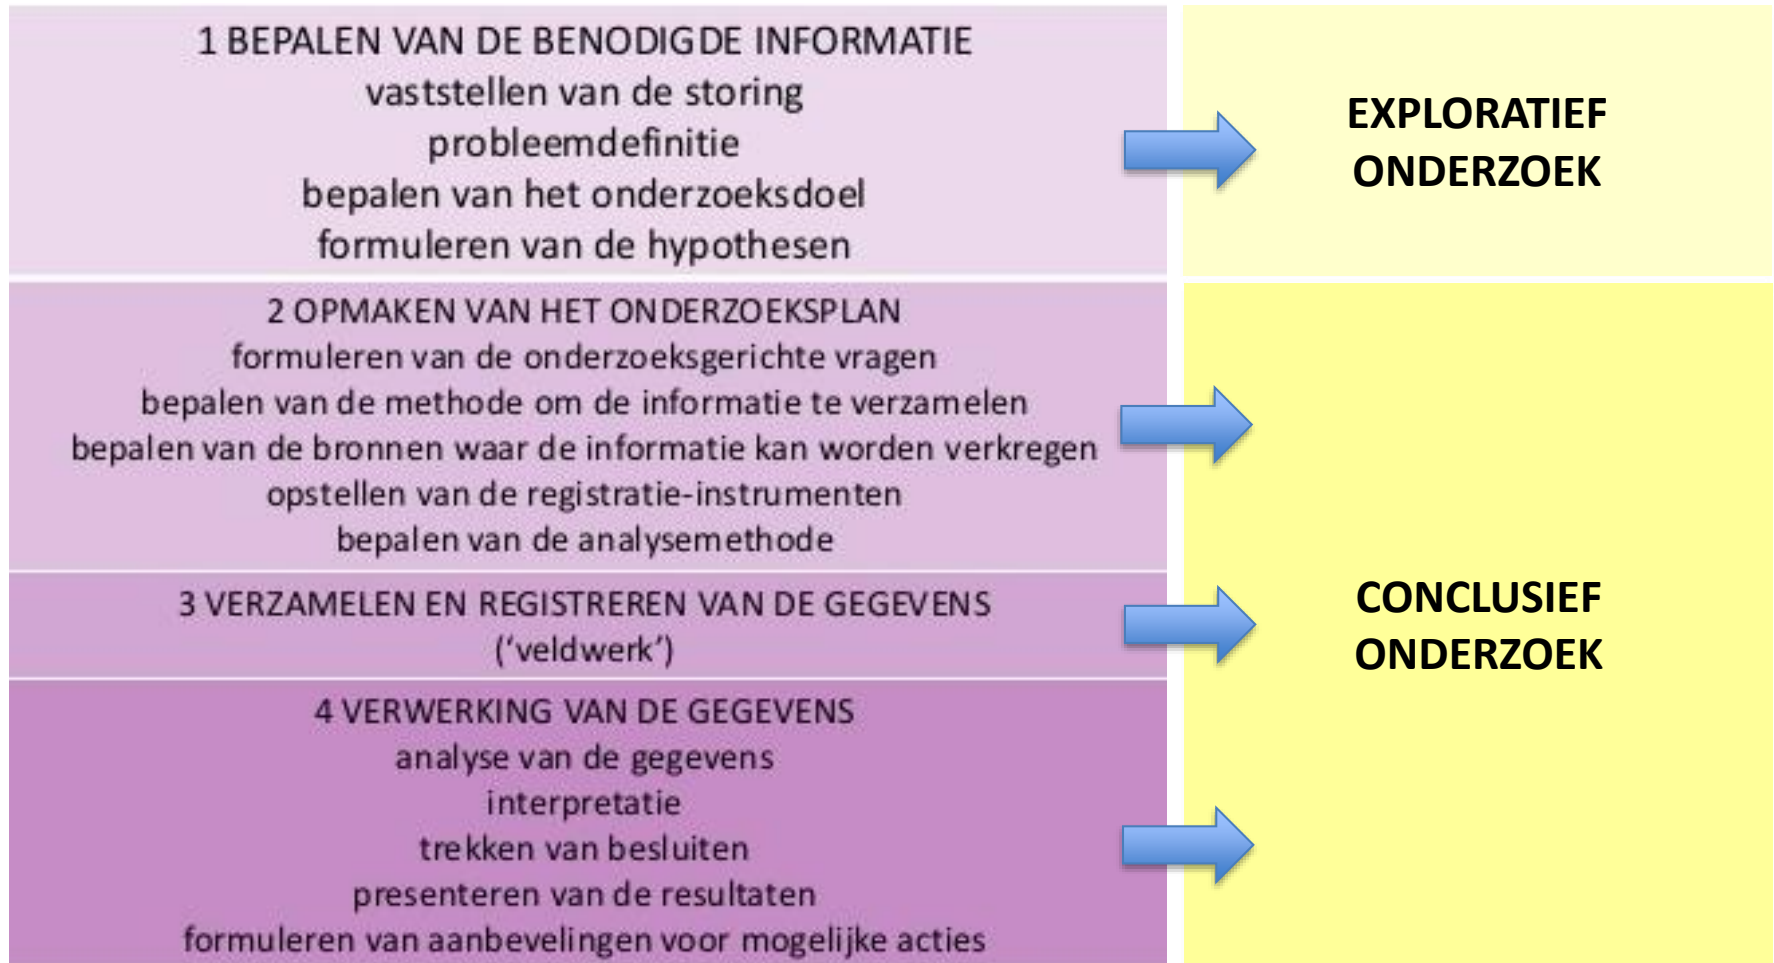 1 BEPALEN VAN DE BENODIGDE INFORMATIE
vaststellen van de storing
probleemdefinitie
bepalen van het onderzoeksdoel
formuleren van de hypothesen
EXPLORATIEF
ONDERZOEK
2 OPMAKEN VAN HET ONDERZOEKSPLAN
formuleren van de onderzoeksgerichte vragen
bepalen van de methode om de informatie te verzamelen
bepalen van de bronnen waar de informatie kan worden verkregen
opstellen van de registratie-instrumenten
bepalen van de analysemethode
3 VERZAMELEN EN REGISTREREN VAN DE GEGEVENS
(‘veldwerk’)
4 VERWERKING VAN DE GEGEVENS
analyse van de gegevens
interpretatie
trekken van besluiten
presenteren van de resultaten
formuleren van aanbevelingen voor mogelijke acties
CONCLUSIEF
ONDERZOEK